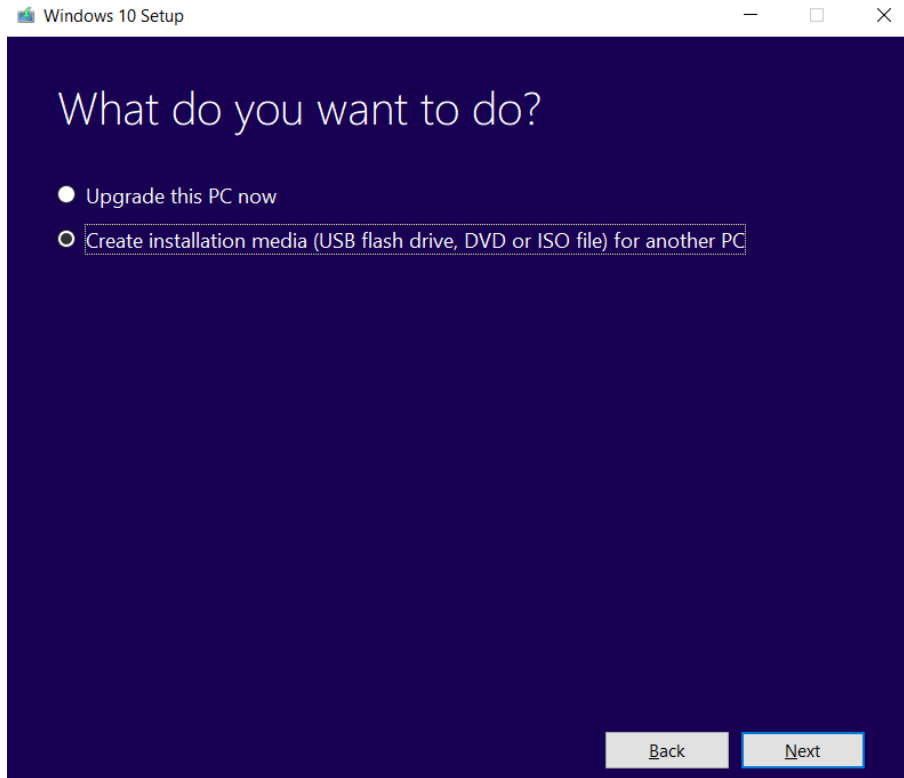 Windows 10 Setup
What do you want to do?
Upgrade this PC now
Create installation media (USB flash drive, DVD or ISO file) for another PC
Back
Next